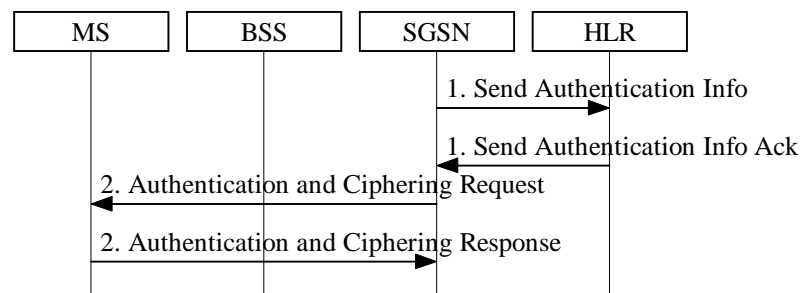 MS BSS SGSN HLR
1. Send Authentication Info
1. Send Authentication Info Ack
2. Authentication and Ciphering Request
2. Authentication and Ciphering Response